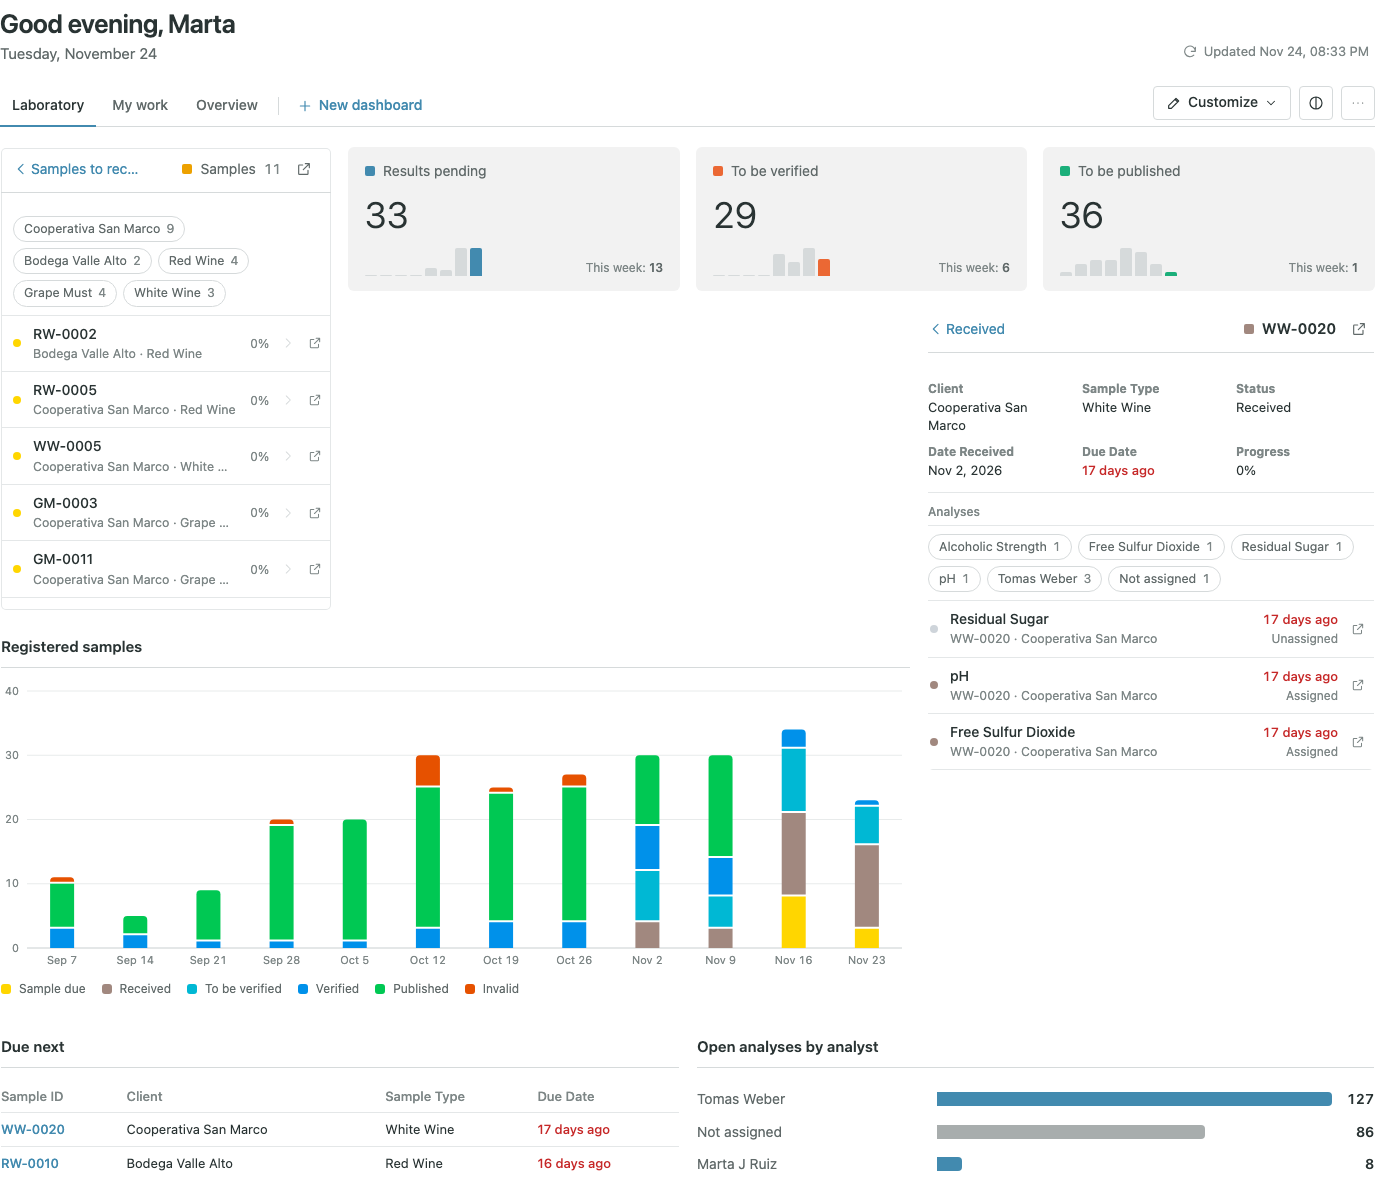 Good evening, Marta
Tuesday, November 24
Updated Nov 24, 08:33 PM
Laboratory
My work
Overview
New dashboard
Customize
Samples to rec...
Samples 11
Cooperativa San Marco 9
Bodega Valle Alto 2
Red Wine 4
Grape Must 4
White Wine 3
RW-0002
Bodega Valle Alto · Red Wine
0%
RW-0005
Cooperativa San Marco · Red Wine
0%
WW-0005
Cooperativa San Marco · White ...
0%
GM-0003
Cooperativa San Marco · Grape ...
0%
GM-0011
Cooperativa San Marco · Grape ...
0%
Results pending
33
This week: 13
To be verified
29
This week: 6
To be published
36
This week: 1
Received
WW-0020
Client
Cooperativa San
Marco
Sample Type
White Wine
Status
Received
Date Received
Nov 2, 2026
Due Date
17 days ago
Progress
0%
Analyses
Alcoholic Strength 1
Free Sulfur Dioxide 1
Residual Sugar 1
pH 1
Tomas Weber 3
Not assigned 1
Residual Sugar
WW-0020 · Cooperativa San Marco
17 days ago
Unassigned
pH
WW-0020 · Cooperativa San Marco
17 days ago
Assigned
Free Sulfur Dioxide
WW-0020 · Cooperativa San Marco
17 days ago
Assigned
Registered samples
40
30
20
10
0
Sep 7
Sep 14
Sep 21
Sep 28
Oct 5
Oct 12
Oct 19
Oct 26
Nov 2
Nov 9
Nov 16
Nov 23
Sample due
Received
To be verified
Verified
Published
Invalid
Due next
Sample ID
Client
Sample Type
Due Date
WW-0020
Cooperativa San Marco
White Wine
17 days ago
RW-0010
Bodega Valle Alto
Red Wine
16 days ago
Open analyses by analyst
Tomas Weber
127
Not assigned
86
Marta J Ruiz
8